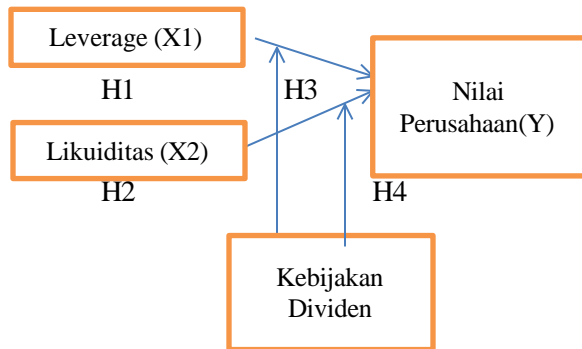 Leverage (X1)
H1
H3
Nilai
Perusahaan(Y)
Likuiditas (X2)
H2
H4
Kebijakan
Dividen